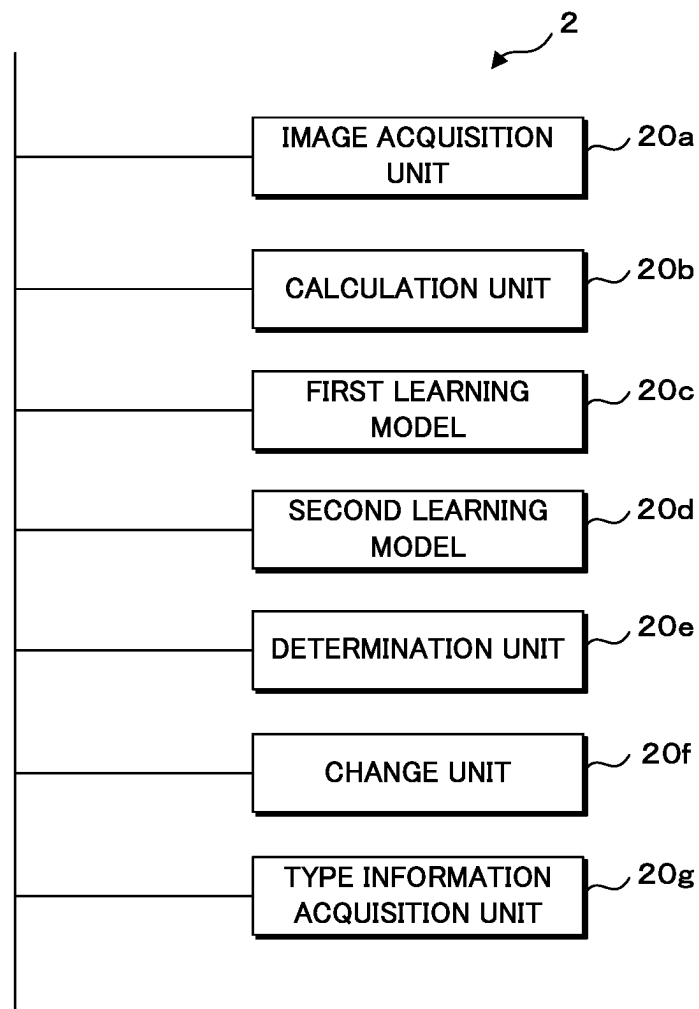 2
IMAGE ACQUISITION
UNIT
20a
CALCULATION UNIT
20b
FIRST LEARNING
MODEL
20c
SECOND LEARNING
MODEL
20d
DETERMINATION UNIT
20e
CHANGE UNIT
20f
TYPE INFORMATION
ACQUISITION UNIT
20g